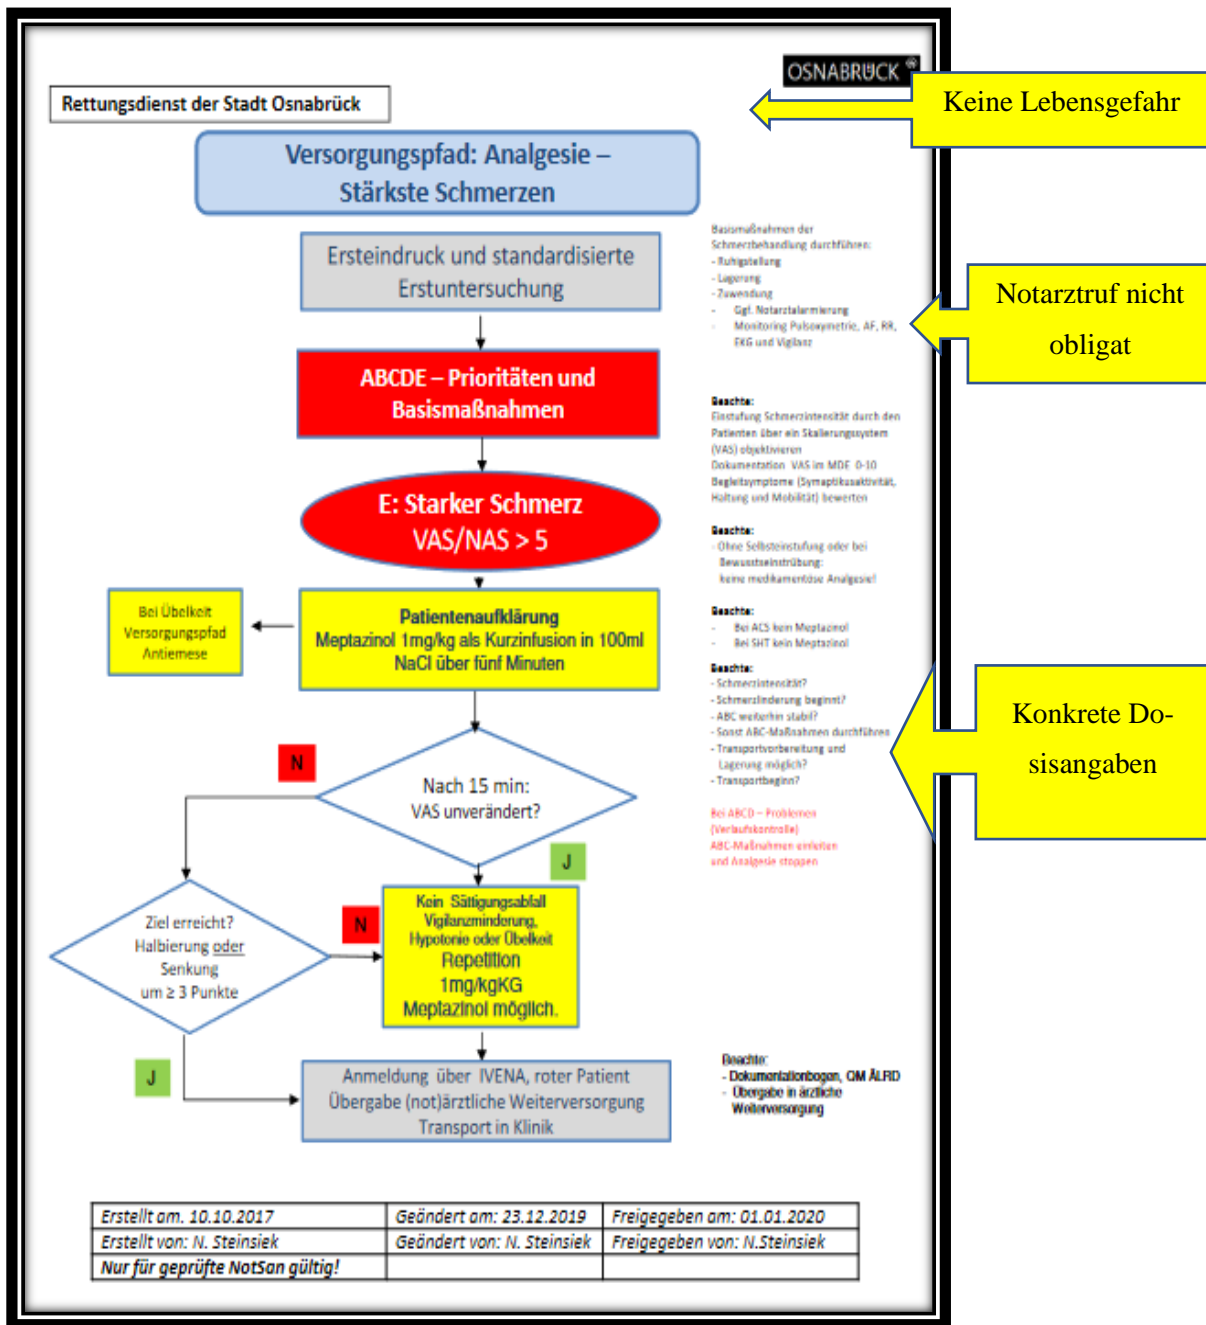 OSNABRÜCK
Keine Lebensgefahr
Rettungsdienst der Stadt Osnabrück
Versorgungspfad: Analgesie –
Stärkste Schmerzen
Ersteindruck und standardisierte
Erstuntersuchung
Basismaßnahmen der
Schmerzbehandlung durchführen:
- Ruhigstellung
- Lagerung
- Zuwendung
- Ggf. Notarztalarmierung
- Monitoring Pulsoxymetrie, AF, RR,
EKG und Vigilanz
Notarztruf nicht
obligat
ABCDE – Prioritäten und
Basismaßnahmen
Beachte:
Einstufung Schmerzintensität durch den
Patienten über ein Skalierungssystem
(VAS) objektivieren
Dokumentation VAS im MDE 0-10
Begleitsymptome (Symaptikusaktivität,
Haltung und Mobilität) bewerten
E: Starker Schmerz
VAS/NAS > 5
Beachte:
- Ohne Selbsteinstufung oder bei
Bewusstseinstrübung:
keine medikamentöse Analgesie!
Bei Übelkeit
Versorgungspfad
Antiemese
Patientenaufklärung
Meptazinol 1mg/kg als Kurzinfusion in 100ml
NaCl über fünf Minuten
Beachte:
- Bei ACS kein Meptazinol
- Bei SHT kein Meptazinol
Beachte:
- Schmerzintensität?
- Schmerzlinderung beginnt?
- ABC weiterhin stabil?
- Sonst ABC-Maßnahmen durchführen
- Transportvorbereitung und
Lagerung möglich?
- Transportbeginn?
Konkrete Do-
sisangaben
Bei ABCD – Problemen
(Verlaufskontrolle)
ABC-Maßnahmen einleiten
und Analgesie stoppen
N
Nach 15 min:
VAS unverändert?
J
Ziel erreicht?
Halbierung oder
Senkung
um ≥ 3 Punkte
N
Kein Sättigungsabfall
Vigilanzminderung,
Hypotonie oder Übelkeit
Repetition
1mg/kgKG
Meptazinol möglich.
J
Anmeldung über IVENA, roter Patient
Übergabe (not)ärztliche Weiterversorgung
Transport in Klinik
Beachte:
- Dokumentationbogen, QM ÄLRD
- Übergabe in ärztliche
Weiterversorgung
Erstellt am. 10.10.2017 Geändert am: 23.12.2019 Freigegeben am: 01.01.2020
Erstellt von: N. Steinsiek Geändert von: N. Steinsiek Freigegeben von: N.Steinsiek
Nur für geprüfte NotSan gültig!